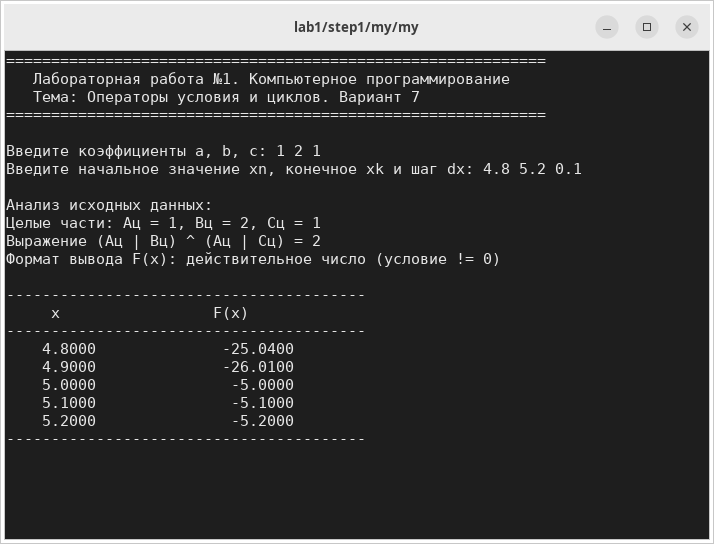 lab1/step1/my/my
============================================================
Лабораторная работа №1. Компьютерное программирование
Тема: Операторы условия и циклов. Вариант 7
============================================================
Введите коэффициенты a, b, c: 1 2 1
Введите начальное значение xn, конечное xk и шаг dx: 4.8 5.2 0.1
Анализ исходных данных:
Целые части: Ац = 1, Вц = 2, Сц = 1
Выражение (Ац | Вц) ^ (Ац | Сц) = 2
Формат вывода F(x): действительное число (условие != 0)
----------------------------------------
x F(x)
----------------------------------------
4.8000 -25.0400
4.9000 -26.0100
5.0000 -5.0000
5.1000 -5.1000
5.2000 -5.2000
----------------------------------------